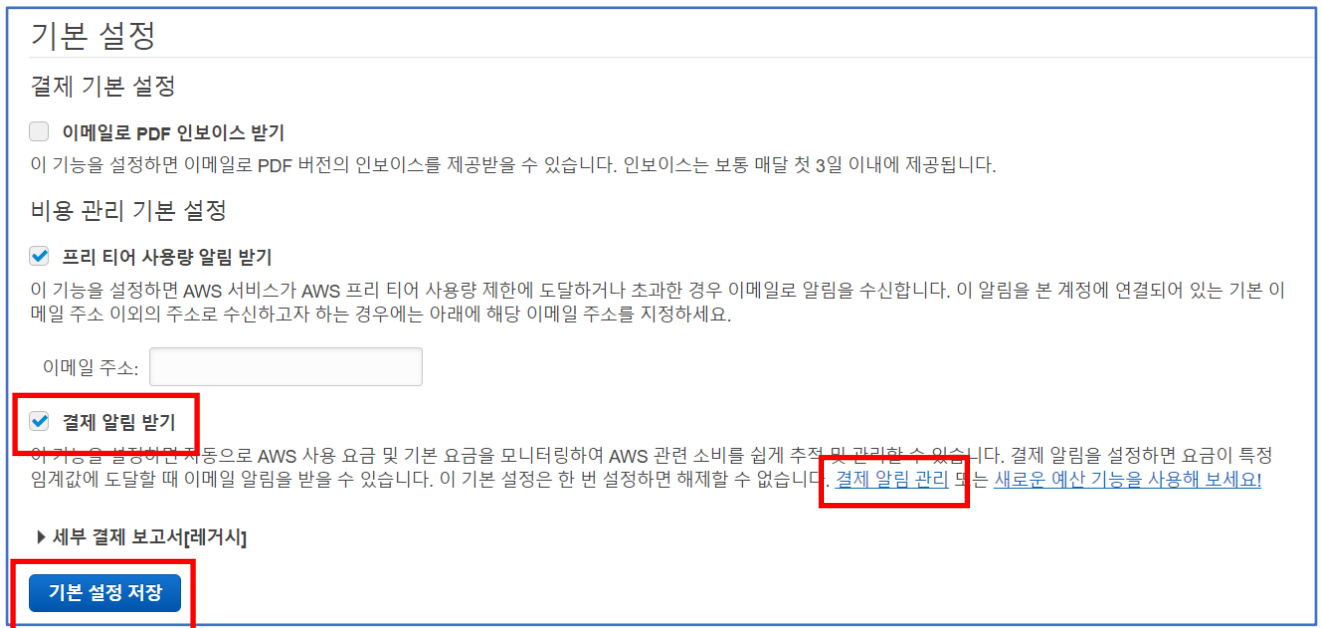 기본 설정
결제 기본 설정
이메일로 PDF 인보이스 받기
이 기능을 설정하면 이메일로 PDF 버전의 인보이스를 제공받을 수 있습니다. 인보이스는 보통 매달 첫 3일 이내에 제공됩니다.
비용 관리 기본 설정
프리 티어 사용량 알림 받기
이 기능을 설정하면 AWS 서비스가 AWS 프리 티어 사용량 제한에 도달하거나 초과한 경우 이메일로 알림을 수신합니다. 이 알림을 본 계정에 연결되어 있는 기본 이
메일 주소 이외의 주소로 수신하고자 하는 경우에는 아래에 해당 이메일 주소를 지정하세요.
이메일 주소:
결제 알림 받기
이 기능을 설정하면 자동으로 AWS 사용 요금 및 기본 요금을 모니터링하여 AWS 관련 소비를 쉽게 추적 및 관리할 수 있습니다. 결제 알림을 설정하면 요금이 특정
임계값에 도달할 때 이메일 알림을 받을 수 있습니다. 이 기본 설정은 한 번 설정하면 해제할 수 없습니다. 결제 알림 관리 또는 새로운 예산 기능을 사용해 보세요!
세부 결제 보고서[레거시]
기본 설정 저장